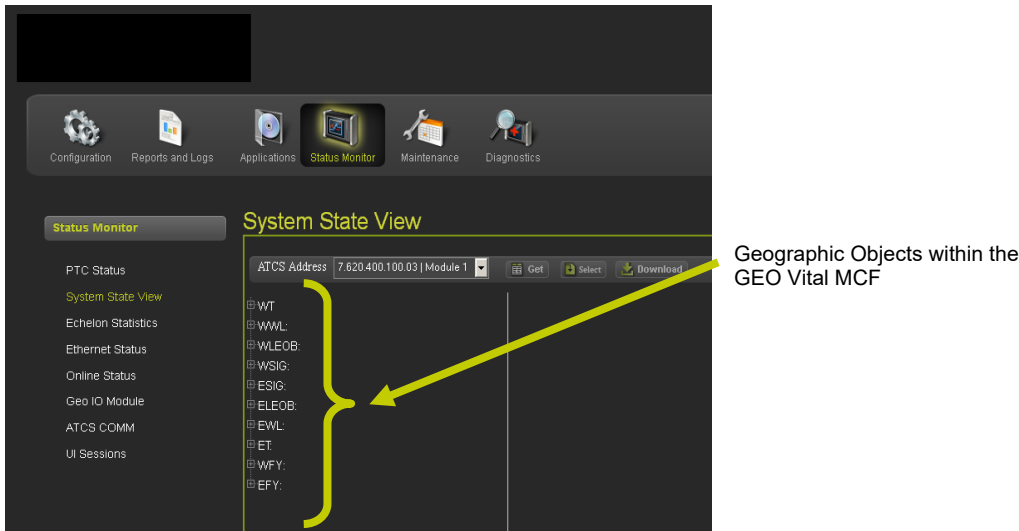 Configuration
Reports and Logs
Applications
Status Monitor
Maintenance
Diagnostics
Status Monitor
PTC Status
System State View
Echelon Statistics
Ethernet Status
Online Status
Geo IO Module
ATCS COMM
UI Sessions
System State View
ATCS Address 7.620.400.100.03 | Module 1 Get Select Download
WT
WWL:
WLEOB:
WSIG:
ESIG:
ELEOB:
EWL:
ET:
WFY:
EFY:
Geographic Objects within the
GEO Vital MCF